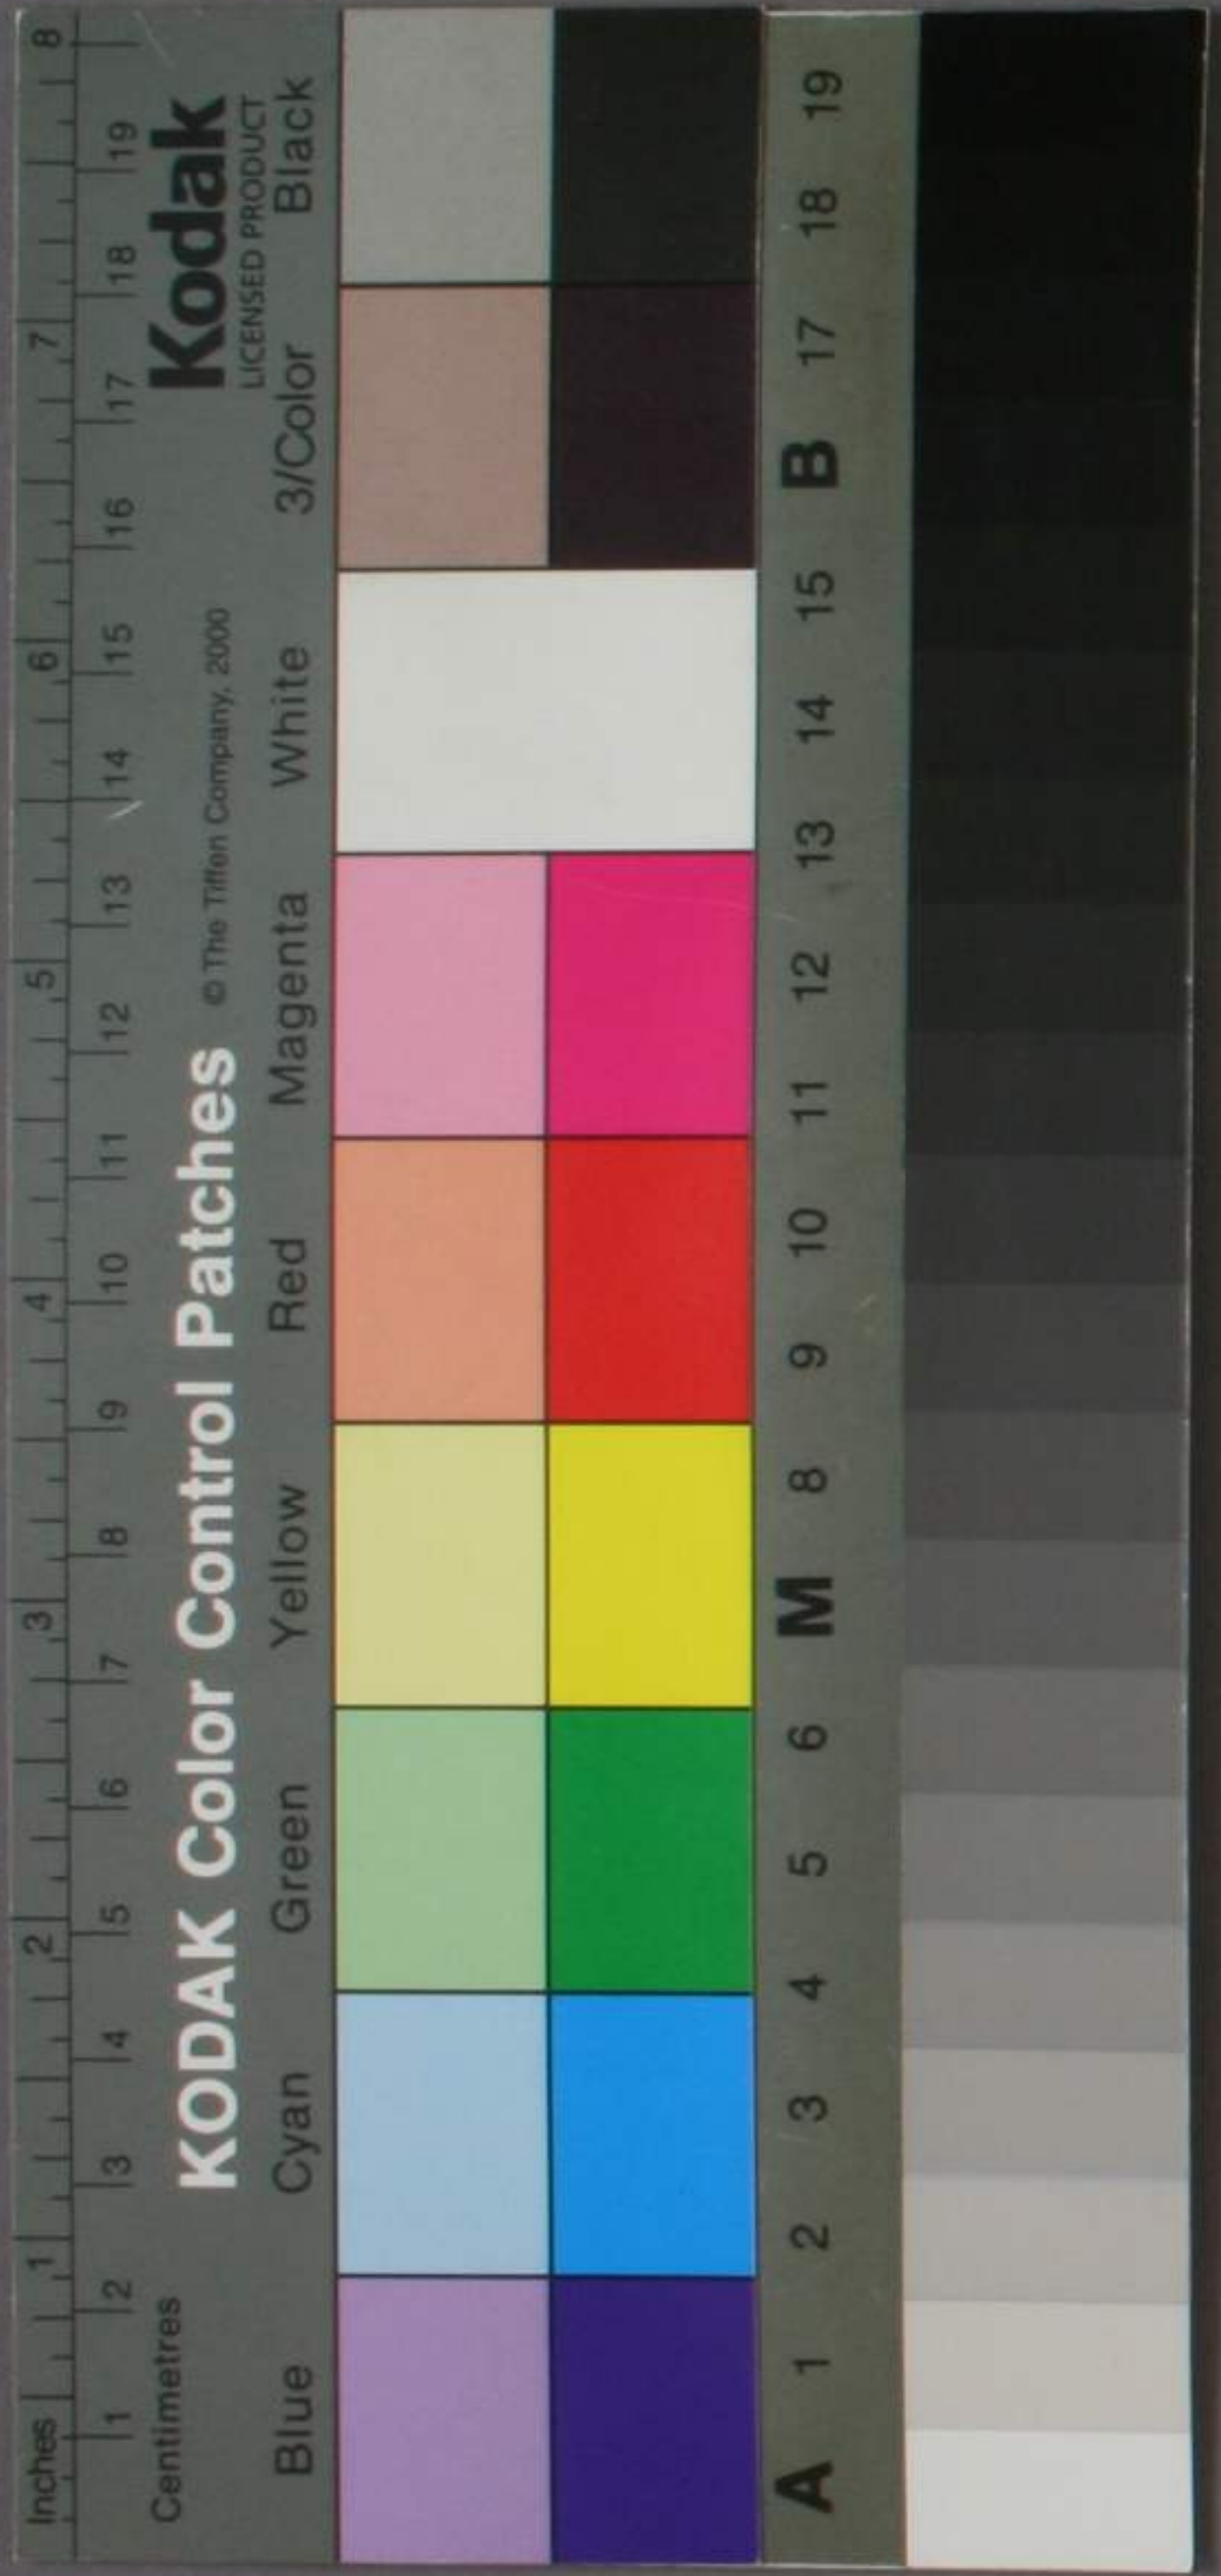 Inches 1 2 3 4 5 6 7 8
1 2 3 4 5 6 7 8 9 10 11 12 13 14 15 16 17 18 19
Centimetres
KODAK Color Control Patches
© The Tiffen Company, 2000
Kodak
LICENSED PRODUCT
Blue Cyan Green Yellow Red Magenta White 3/Color Black
A 1 2 3 4 5 6 M 8 9 10 11 12 13 14 15 B 17 18 19